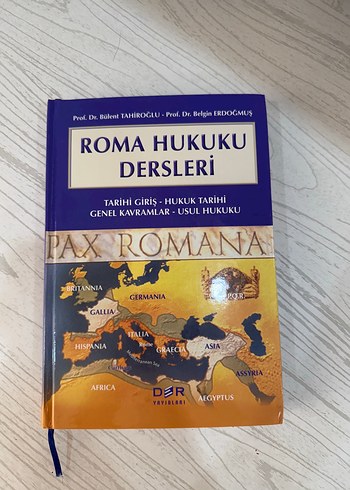 Prof. Dr. Bülent TAHİROĞLU - Prof. Dr. Belgin ERDOĞMUŞ
ROMA HUKUKU
DERSLERİ
TARİHİ GİRİŞ - HUKUK TARİHİ
GENEL KAVRAMLAR - USUL HUKUKU
PAX ROMANA
BRITANNIA
GERMANIA
GALLIA
ITALIA
Rome
HISPANIA
GRAECIA
ASIA
ASSYRIA
AFRICA
AEGYPTUS
DER
YAYINLARI